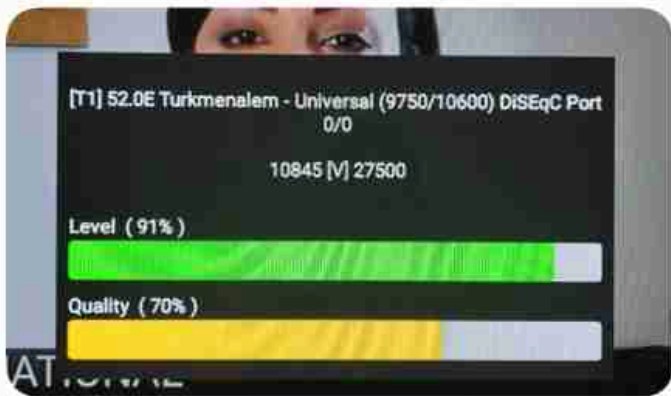 [T1] 52.0E Turkmenalem - Universal (9750/10600) DiSEqC Port
0/0
10845 [V] 27500
Level ( 91% )
Quality ( 70% )